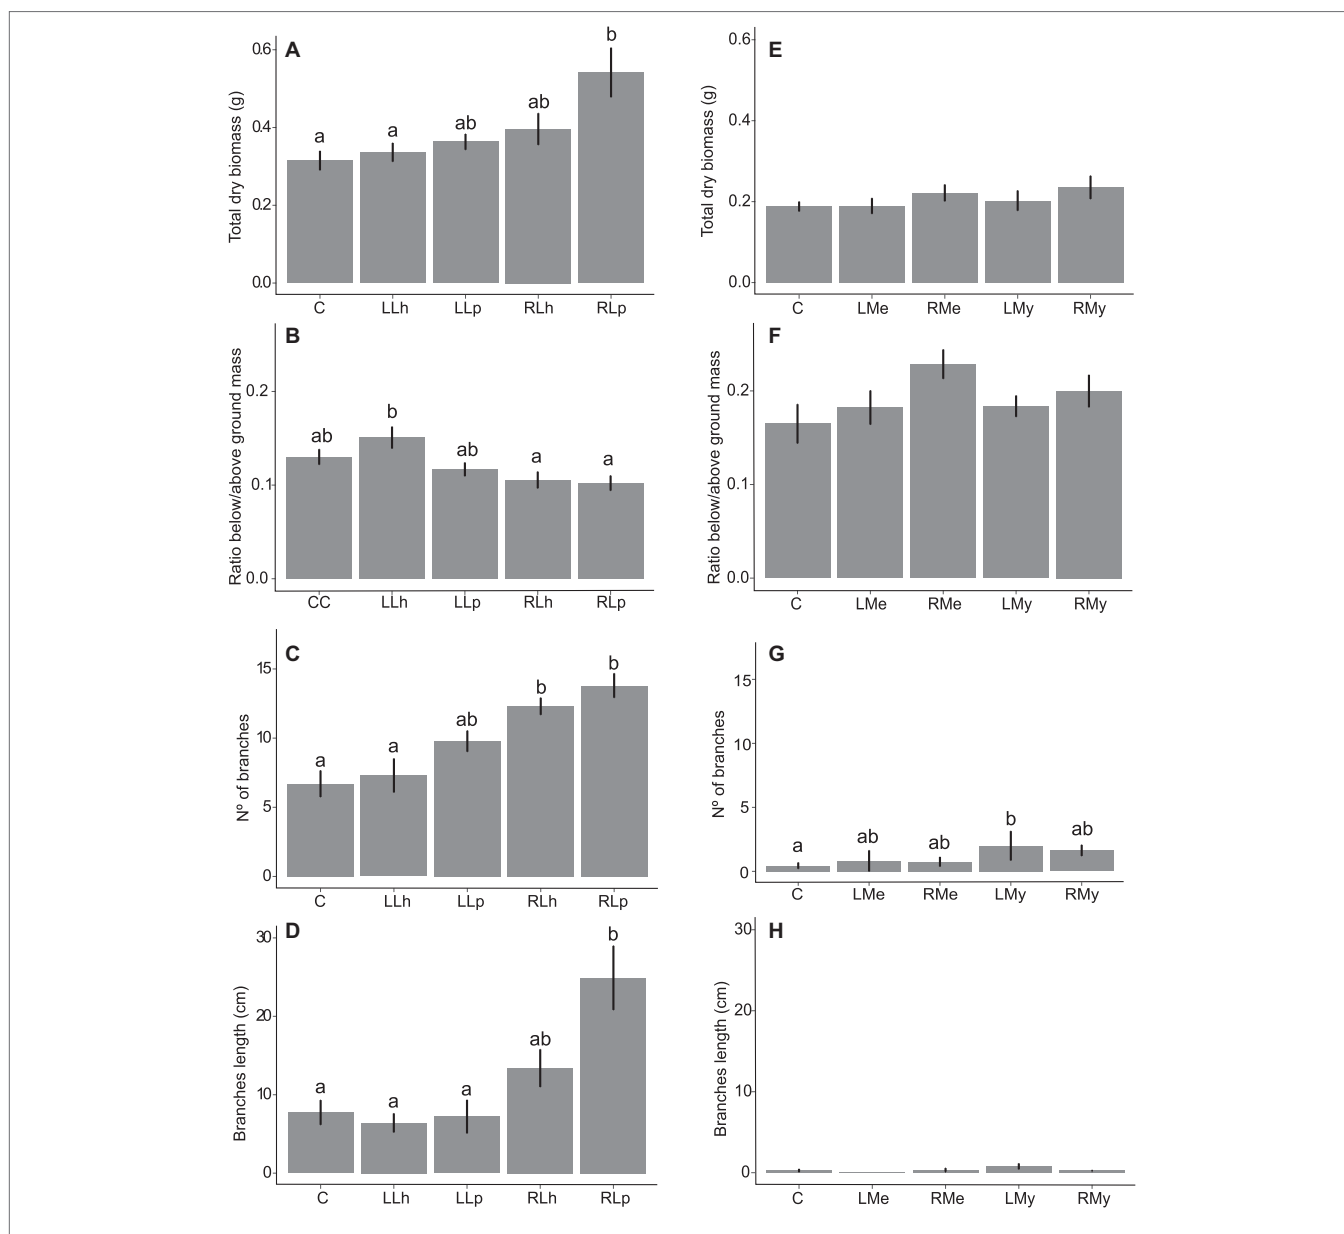 A
Total dry biomass (g)
0.6
0.4
0.2
0.0
a
a
ab
ab
b
C LLh LLp RLh RLp
E
Total dry biomass (g)
0.6
0.4
0.2
0.0
C LMe RMe LMy RMy
B
Ratio below/above ground mass
0.2
0.1
0.0
ab
b
ab
a
a
CC LLh LLp RLh RLp
F
Ratio below/above ground mass
0.2
0.1
0.0
C LMe RMe LMy RMy
C
Nº of branches
15
10
5
0
a
a
ab
b
b
C LLh LLp RLh RLp
G
Nº of branches
15
10
5
0
a
ab
ab
b
ab
C LMe RMe LMy RMy
D
Branches length (cm)
30
20
10
0
a
a
a
ab
b
C LLh LLp RLh RLp
H
Branches length (cm)
30
20
10
0
C LMe RMe LMy RMy